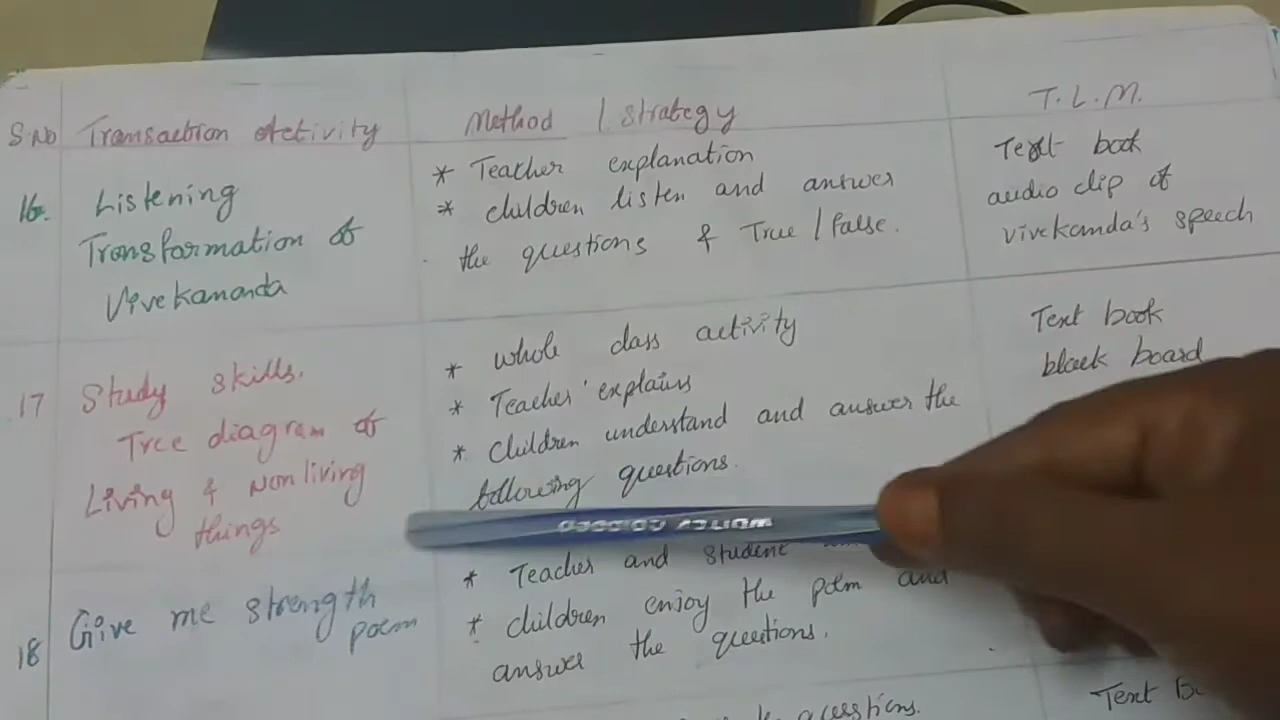 S.No Transaction Activity Method / Strategy T.L.M.
16. Listening
Transformation of
Vivekananda
* Teacher explanation
* children listen and answer
the questions & True / False.
Text book
audio clip of
vivekanda's speech
17 Study skills.
Tree diagram of
Living & Nonliving
things
* whole class activity
* Teacher explains
* Children understand and answer the
following questions.
Text book
black board
18 Give me strength
poem
* Teacher and Student
* children enjoy the poem and
answer the questions.
questions.
Text